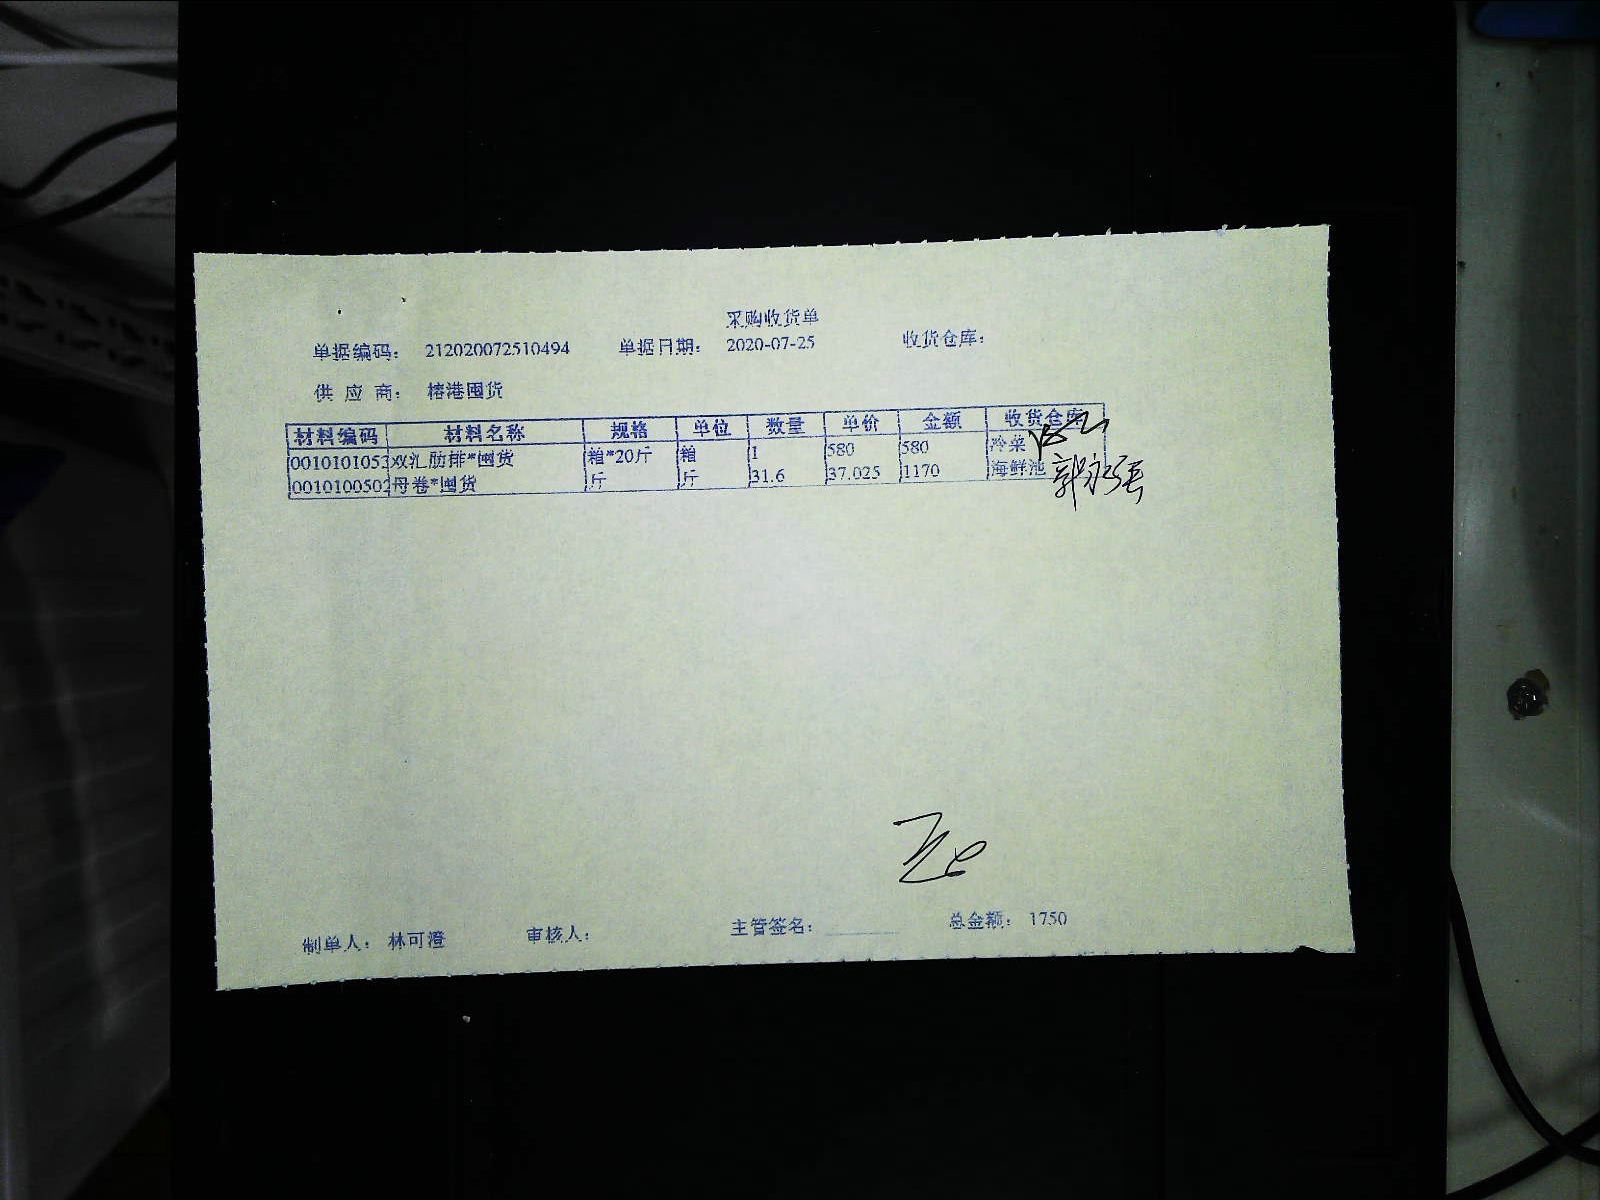 采购收货单
单据编码： 212020072510494 单据日期： 2020-07-25 收货仓库：
供 应 商： 榕港囤货
材料编码 材料名称 规格 单位 数量 单价 金额 收货仓库
0010101053 双汇肋排*囤货 箱*20斤 箱 1 580 580 冷菜
0010100502 母卷*囤货 斤 斤 31.6 37.025 1170 海鲜池 郭永强
制单人： 林可澄 审核人： 主管签名： 总金额： 1750